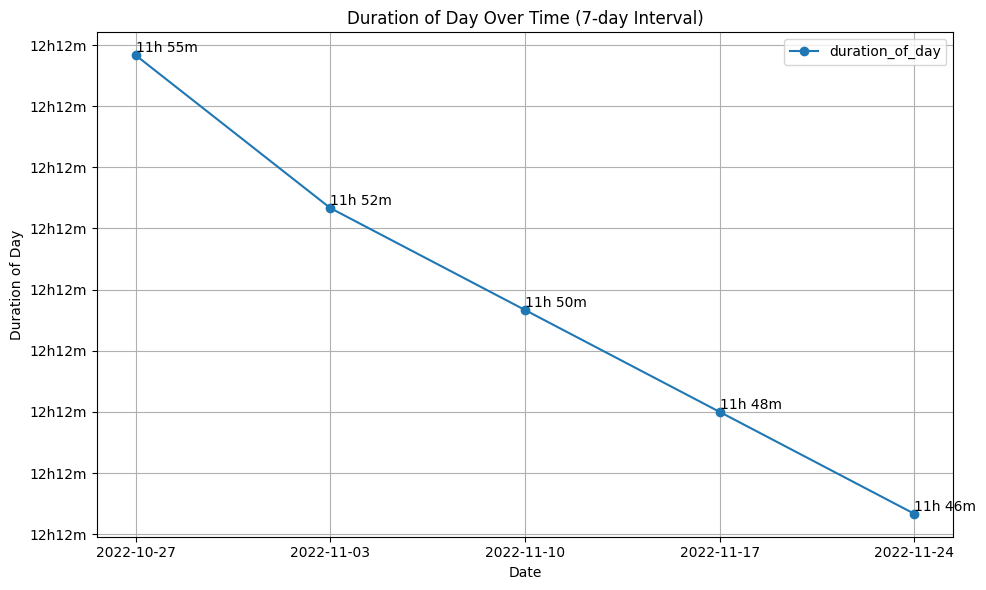 Duration of Day Over Time (7-day Interval)
duration_of_day
12h12m
12h12m
12h12m
12h12m
12h12m
12h12m
12h12m
12h12m
12h12m
Duration of Day
11h 55m
11h 52m
11h 50m
11h 48m
11h 46m
2022-10-27
2022-11-03
2022-11-10
2022-11-17
2022-11-24
Date